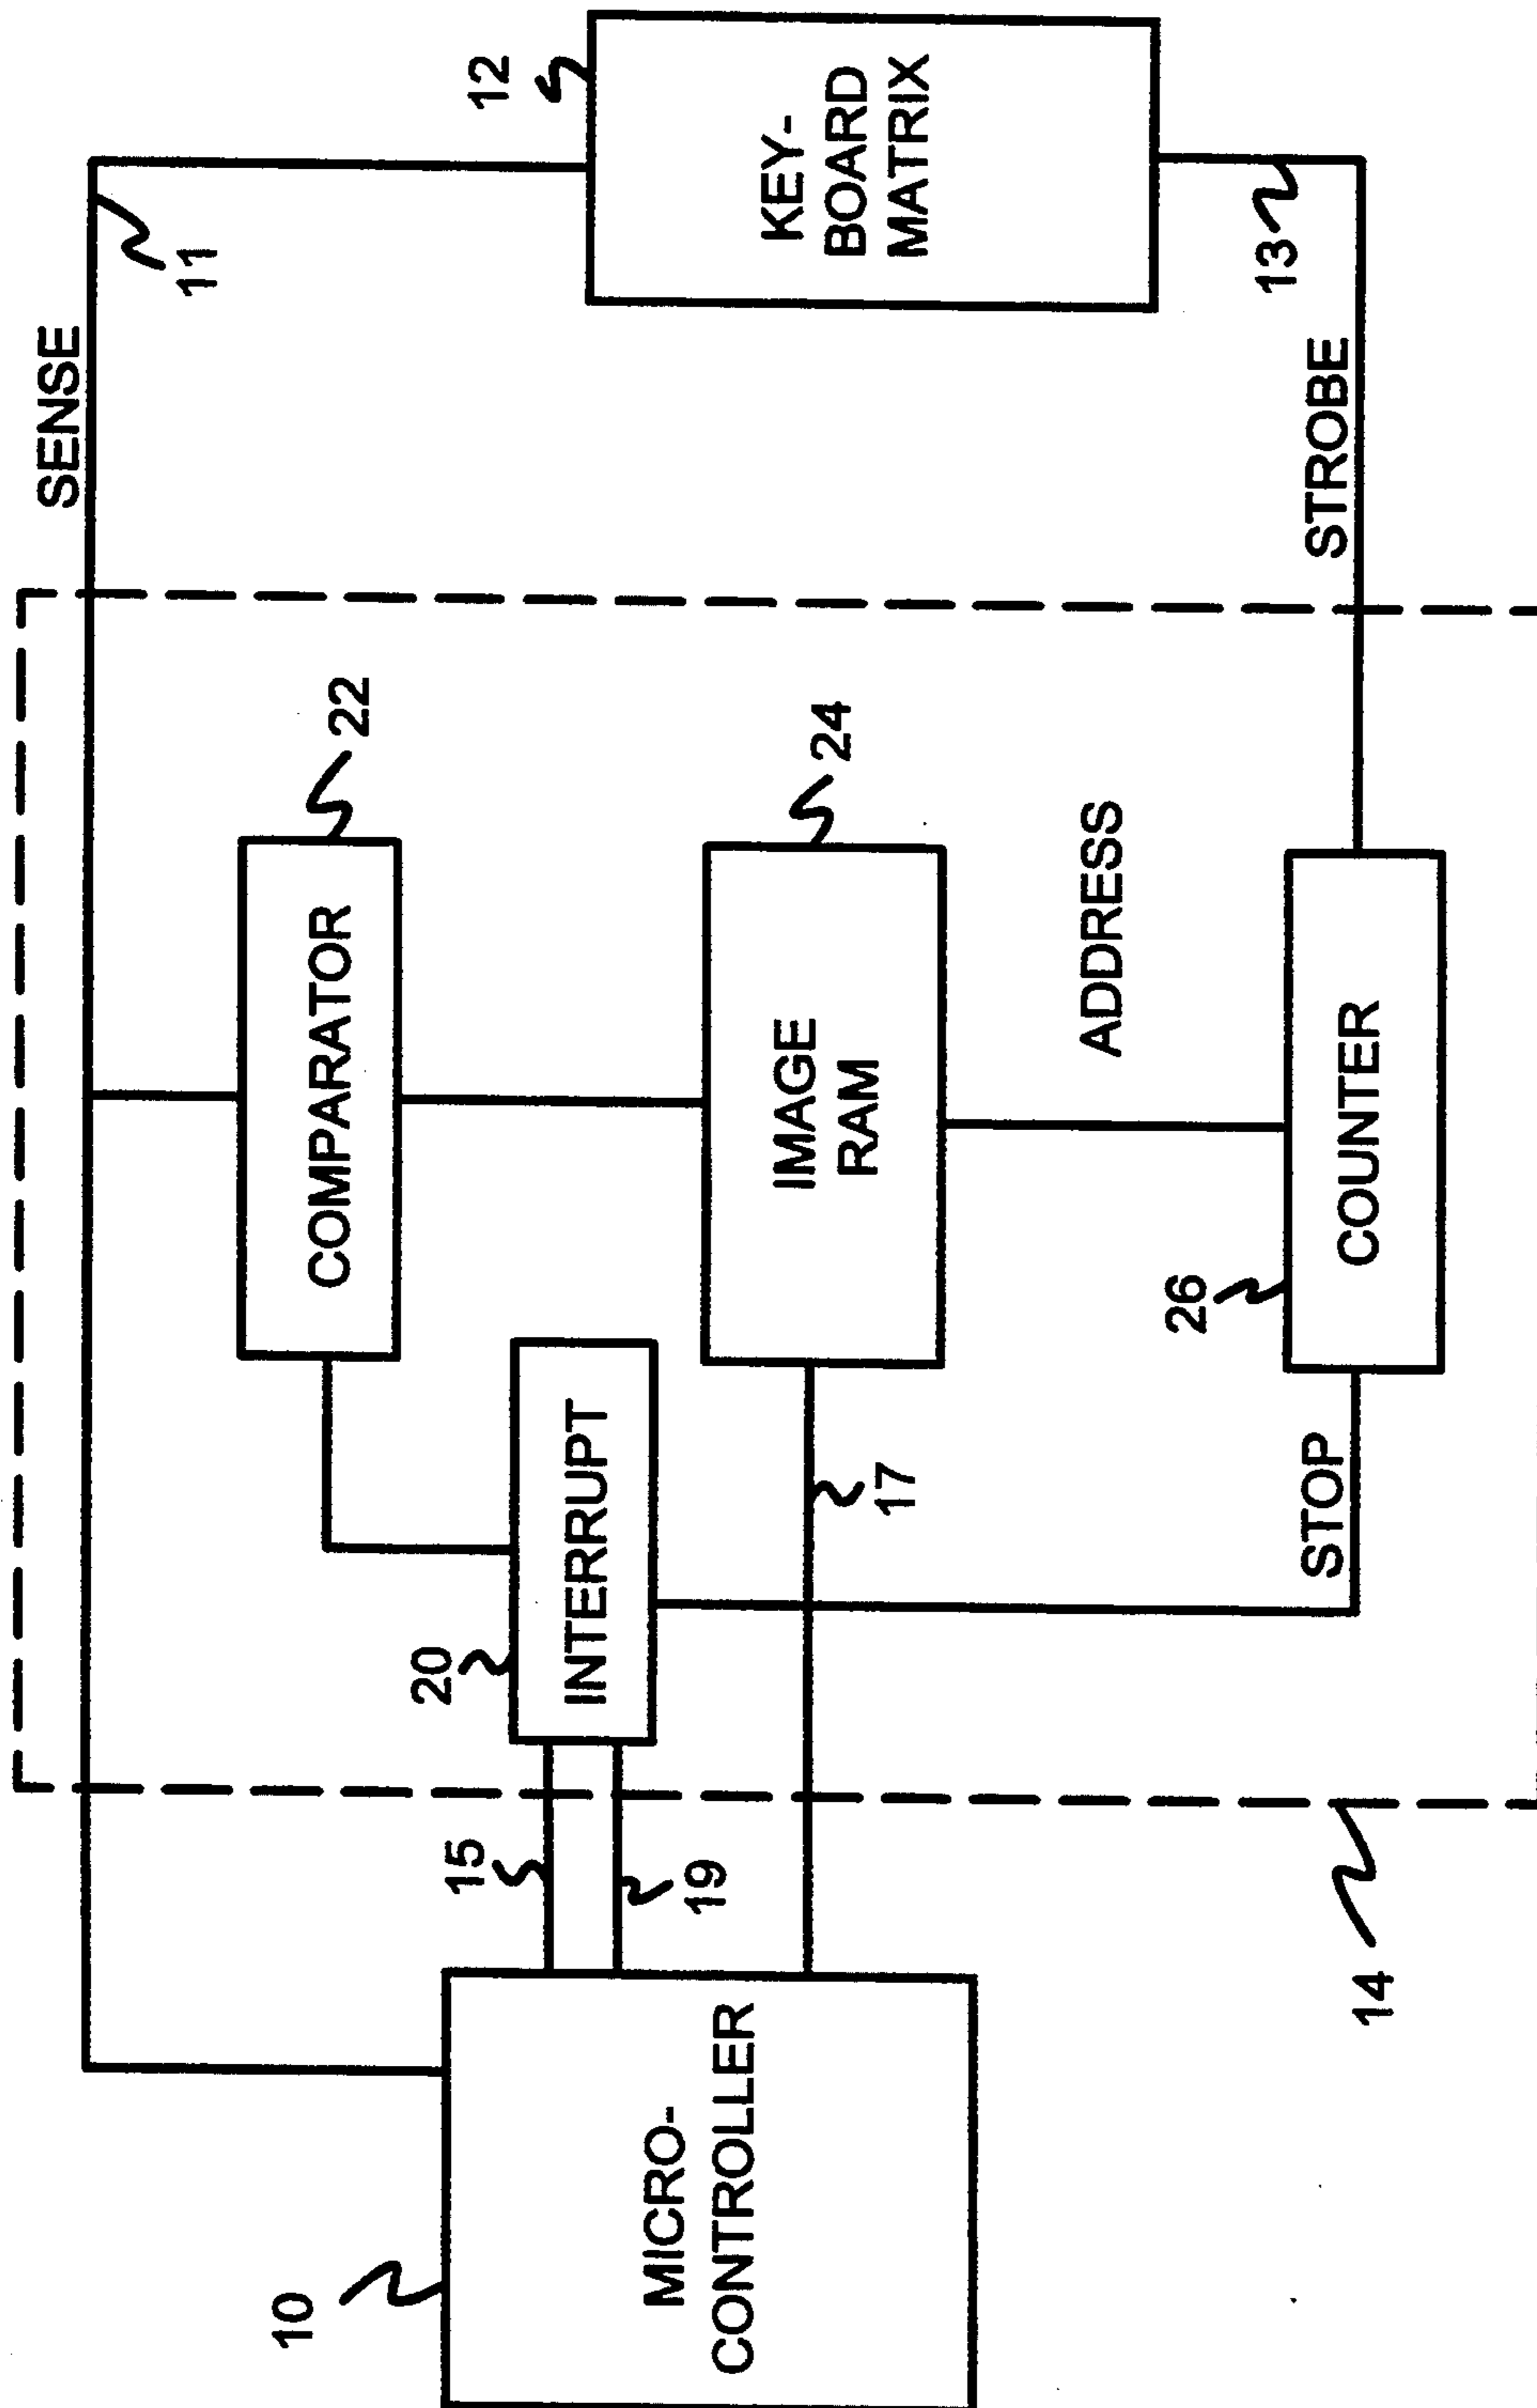 SENSE
11
12
KEY-
BOARD
MATRIX
13
STROBE
COMPARATOR
22
INTERRUPT
20
IMAGE
RAM
24
ADDRESS
15
19
17
26
COUNTER
STOP
10
MICRO-
CONTROLLER
14